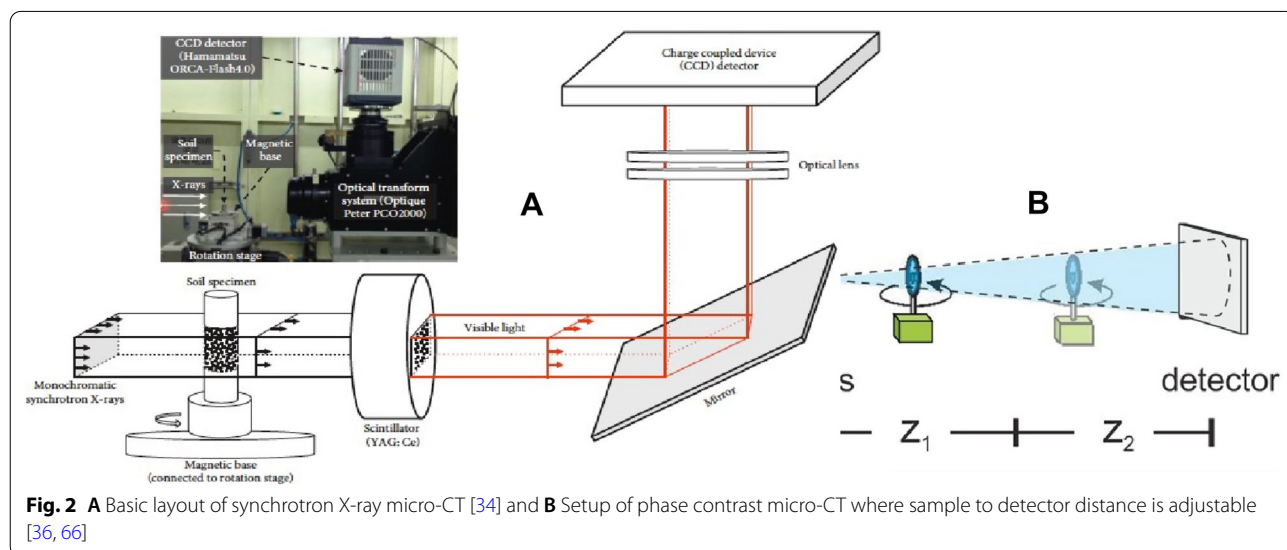 CCD detector
(Hamamatsu
ORCA-Flash4.0)
Soil
specimen
Magnetic
base
X-rays
Optical transform
system (Optique
Peter PCO2000)
Rotation stage
A
Charge coupled device
(CCD) detector
Optical lens
B
Soil specimen
Visible light
Monochromatic
synchrotron X-rays
Scintillator
(YAG: Ce)
Mirror
Magnetic base
(connected to rotation stage)
s
detector
Z₁
Z₂
Fig. 2 A Basic layout of synchrotron X-ray micro-CT [34] and B Setup of phase contrast micro-CT where sample to detector distance is adjustable
[36, 66]